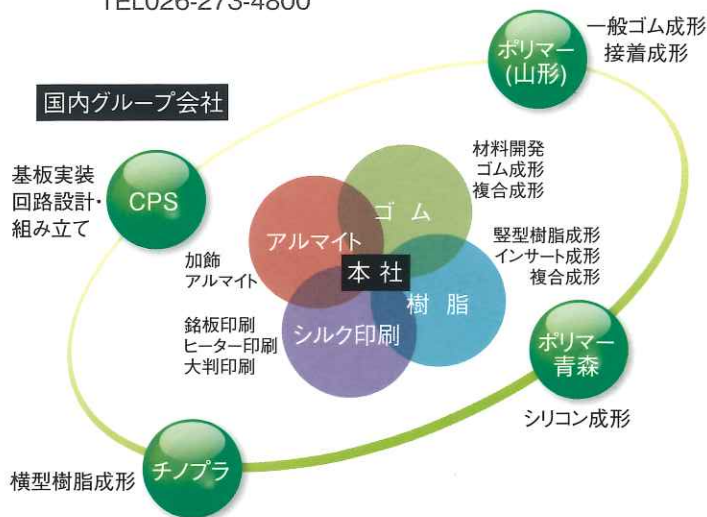 TEL026-273-4800
国内グループ会社
ポリマー
(山形)
一般ゴム成形
接着成形
CPS
基板実装
回路設計・
組み立て
本社
アルマイト
加飾
アルマイト
ゴム
材料開発
ゴム成形
複合成形
樹脂
竪型樹脂成形
インサート成形
複合成形
シルク印刷
銘板印刷
ヒーター印刷
大判印刷
ポリマー
青森
シリコン成形
チノプラ
横型樹脂成形